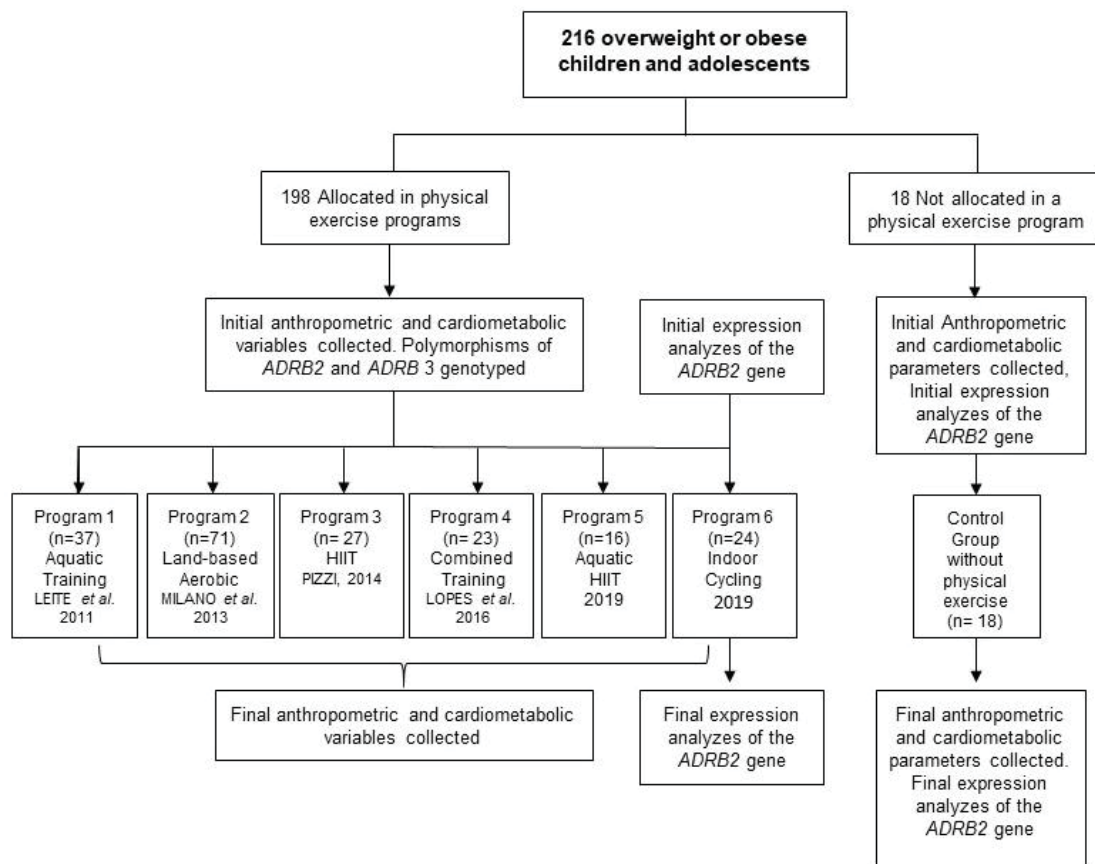 216 overweight or obese
children and adolescents
198 Allocated in physical
exercise programs
18 Not allocated in a
physical exercise program
Initial anthropometric and cardiometabolic
variables collected. Polymorphisms of
ADRB2 and ADRB 3 genotyped
Initial expression
analyzes of the
ADRB2 gene
Initial Anthropometric
and cardiometabolic
parameters collected,
Initial expression
analyzes of the
ADRB2 gene
Program 1
(n=37)
Aquatic
Training
LEITE et al.
2011
Program 2
(n=71)
Land-based
Aerobic
MILANO et al.
2013
Program 3
(n= 27)
HIIT
PIZZI, 2014
Program 4
(n= 23)
Combined
Training
LOPES et al.
2016
Program 5
(n=16)
Aquatic
HIIT
2019
Program 6
(n=24)
Indoor
Cycling
2019
Control
Group
without
physical
exercise
(n= 18)
Final anthropometric and cardiometabolic
variables collected
Final expression
analyzes of the
ADRB2 gene
Final anthropometric
and cardiometabolic
parameters collected.
Final expression
analyzes of the
ADRB2 gene